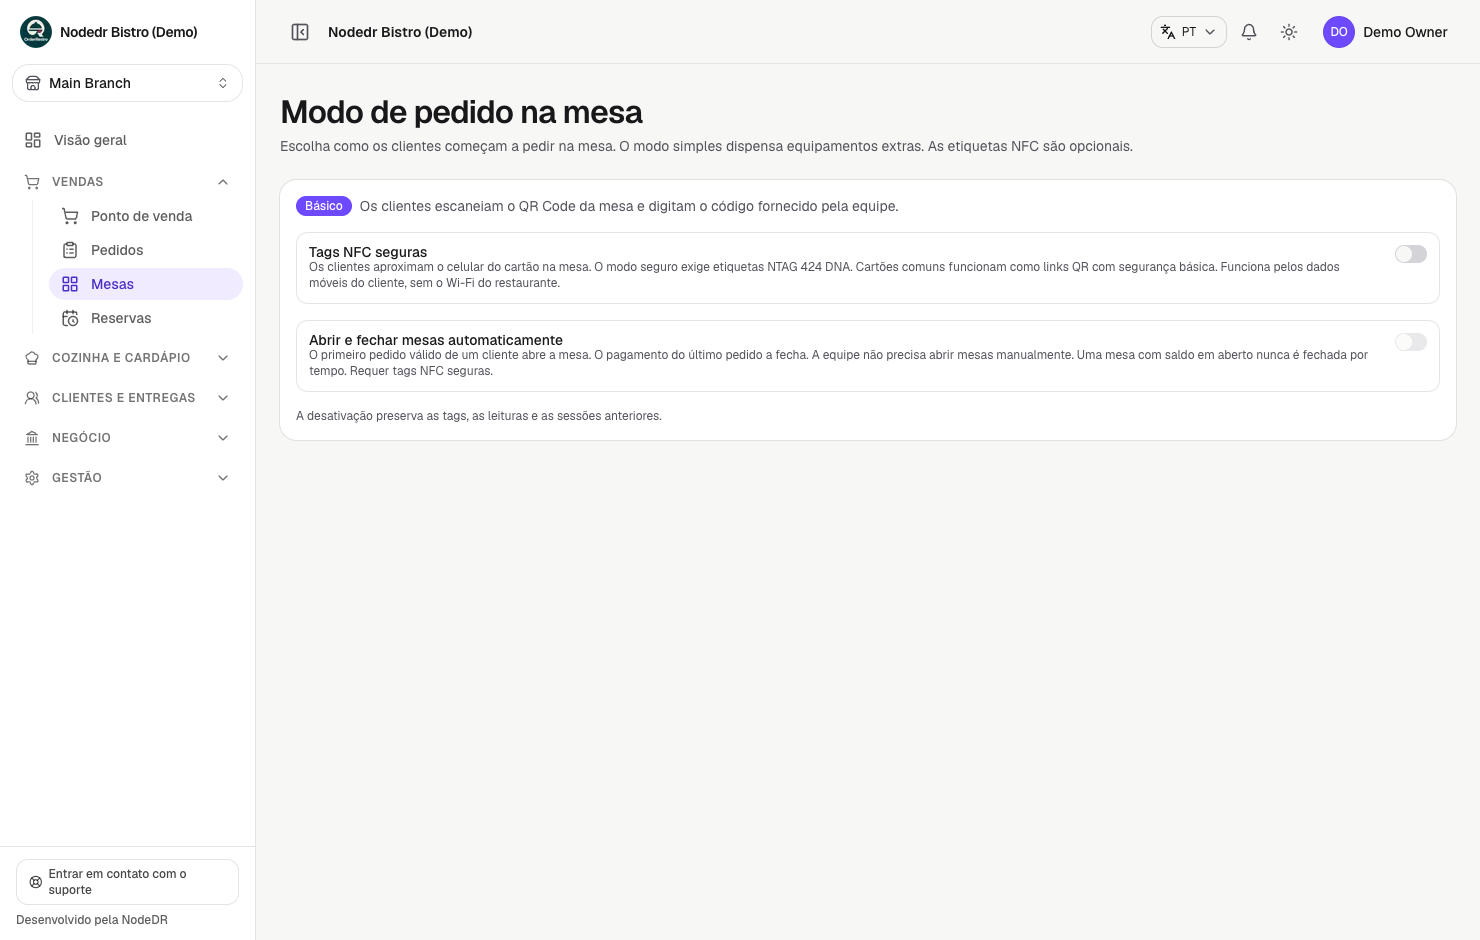 Nodedr Bistro (Demo)
Main Branch
Visão geral
VENDAS
Ponto de venda
Pedidos
Mesas
Reservas
COZINHA E CARDÁPIO
CLIENTES E ENTREGAS
NEGÓCIO
GESTÃO
Entrar em contato com o
suporte
Desenvolvido pela NodeDR
Nodedr Bistro (Demo)
PT
DO
Demo Owner
Modo de pedido na mesa
Escolha como os clientes começam a pedir na mesa. O modo simples dispensa equipamentos extras. As etiquetas NFC são opcionais.
Básico Os clientes escaneiam o QR Code da mesa e digitam o código fornecido pela equipe.
Tags NFC seguras
Os clientes aproximam o celular do cartão na mesa. O modo seguro exige etiquetas NTAG 424 DNA. Cartões comuns funcionam como links QR com segurança básica. Funciona pelos dados
móveis do cliente, sem o Wi-Fi do restaurante.
Abrir e fechar mesas automaticamente
O primeiro pedido válido de um cliente abre a mesa. O pagamento do último pedido a fecha. A equipe não precisa abrir mesas manualmente. Uma mesa com saldo em aberto nunca é fechada por
tempo. Requer tags NFC seguras.
A desativação preserva as tags, as leituras e as sessões anteriores.